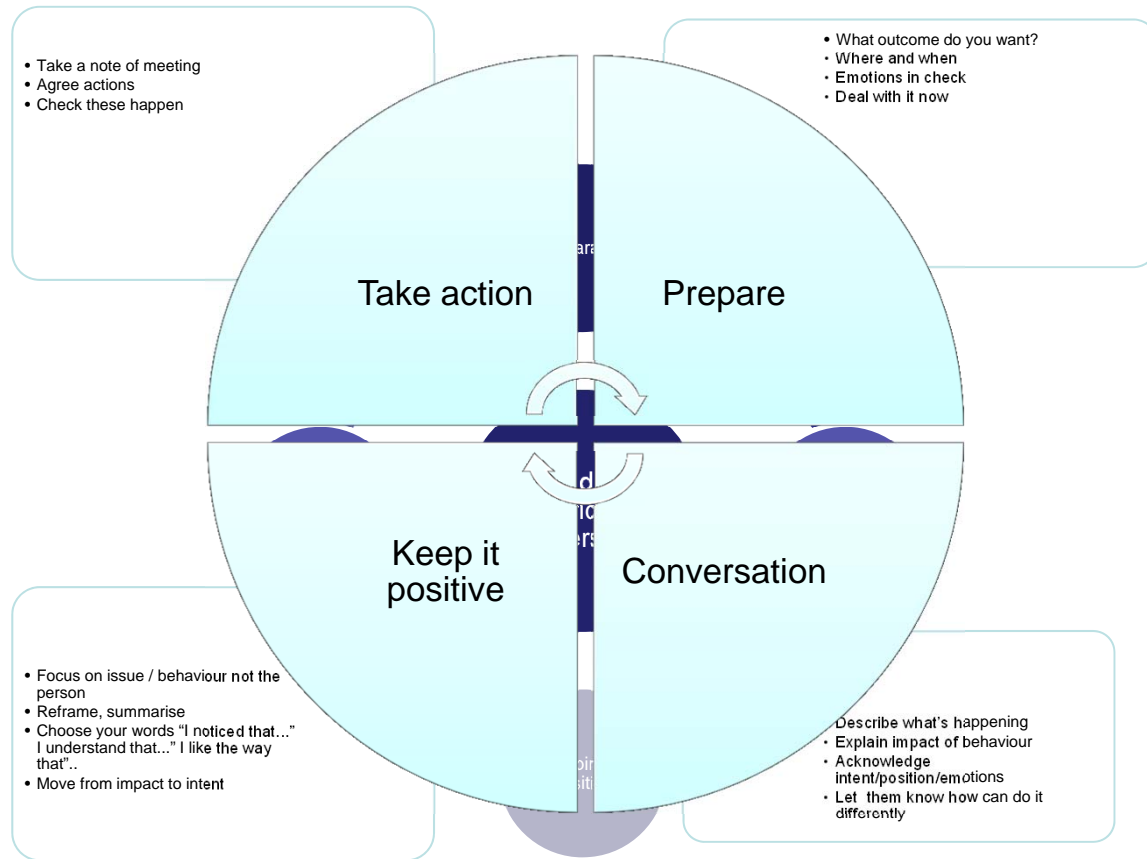 • Take a note of meeting
• Agree actions
• Check these happen
• What outcome do you want?
• Where and when
• Emotions in check
• Deal with it now
Take action
Prepare
Keep it
positive
Conversation
• Focus on issue / behaviour not the
person
• Reframe, summarise
• Choose your words “I noticed that...”
I understand that...” I like the way
that”..
• Move from impact to intent
Describe what’s happening
• Explain impact of behaviour
• Acknowledge
intent/position/emotions
• Let them know how can do it
differently